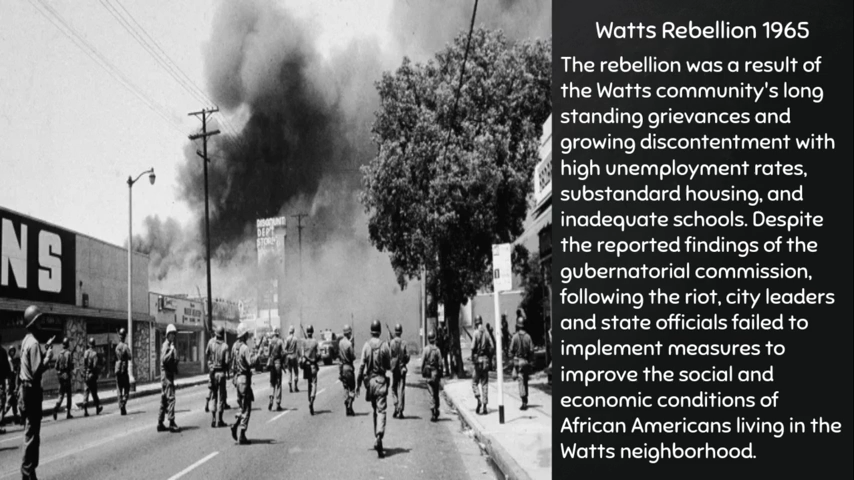 Watts Rebellion 1965
The rebellion was a result of
the Watts community's long
standing grievances and
growing discontentment with
high unemployment rates,
substandard housing, and
inadequate schools. Despite
the reported findings of the
gubernatorial commission,
following the riot, city leaders
and state officials failed to
implement measures to
improve the social and
economic conditions of
African Americans living in the
Watts neighborhood.
NS
DISCOUNT
DEPT
STORE